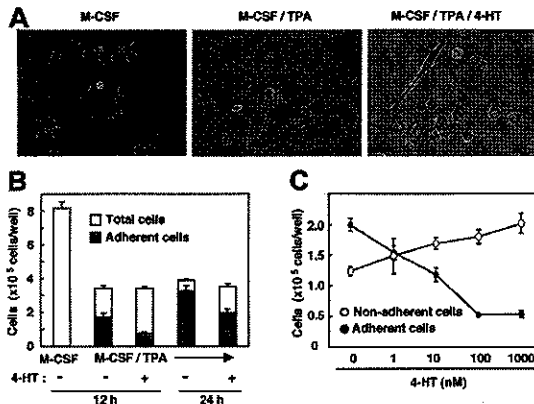 A
M-CSF
M-CSF / TPA
M-CSF / TPA / 4-HT
B
Cells (x10⁵ cells/well)
8
6
4
2
0
Total cells
Adherent cells
M-CSF
M-CSF / TPA
4-HT : - - + - +
12 h
24 h
C
Cells (x10⁵ cells/well)
2.0
1.5
1.0
0.5
0
Non-adherent cells
Adherent cells
0 1 10 100 1000
4-HT (nM)